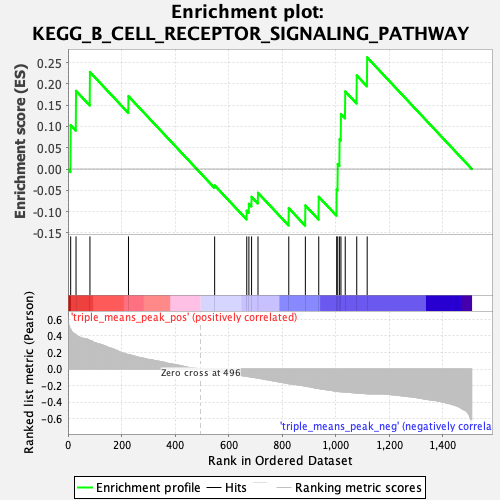 Enrichment plot:
KEGG_B_CELL_RECEPTOR_SIGNALING_PATHWAY
Enrichment score (ES)
0.25
0.20
0.15
0.10
0.05
0.00
-0.05
-0.10
-0.15
'triple_means_peak_pos' (positively correlated)
Ranked list metric (Pearson)
0.6
0.4
0.2
0.0
-0.2
-0.4
-0.6
Zero cross at 496
'triple_means_peak_neg' (negatively correla
0 200 400 600 800 1,000 1,200 1,400
Rank in Ordered Dataset
Enrichment profile Hits Ranking metric scores